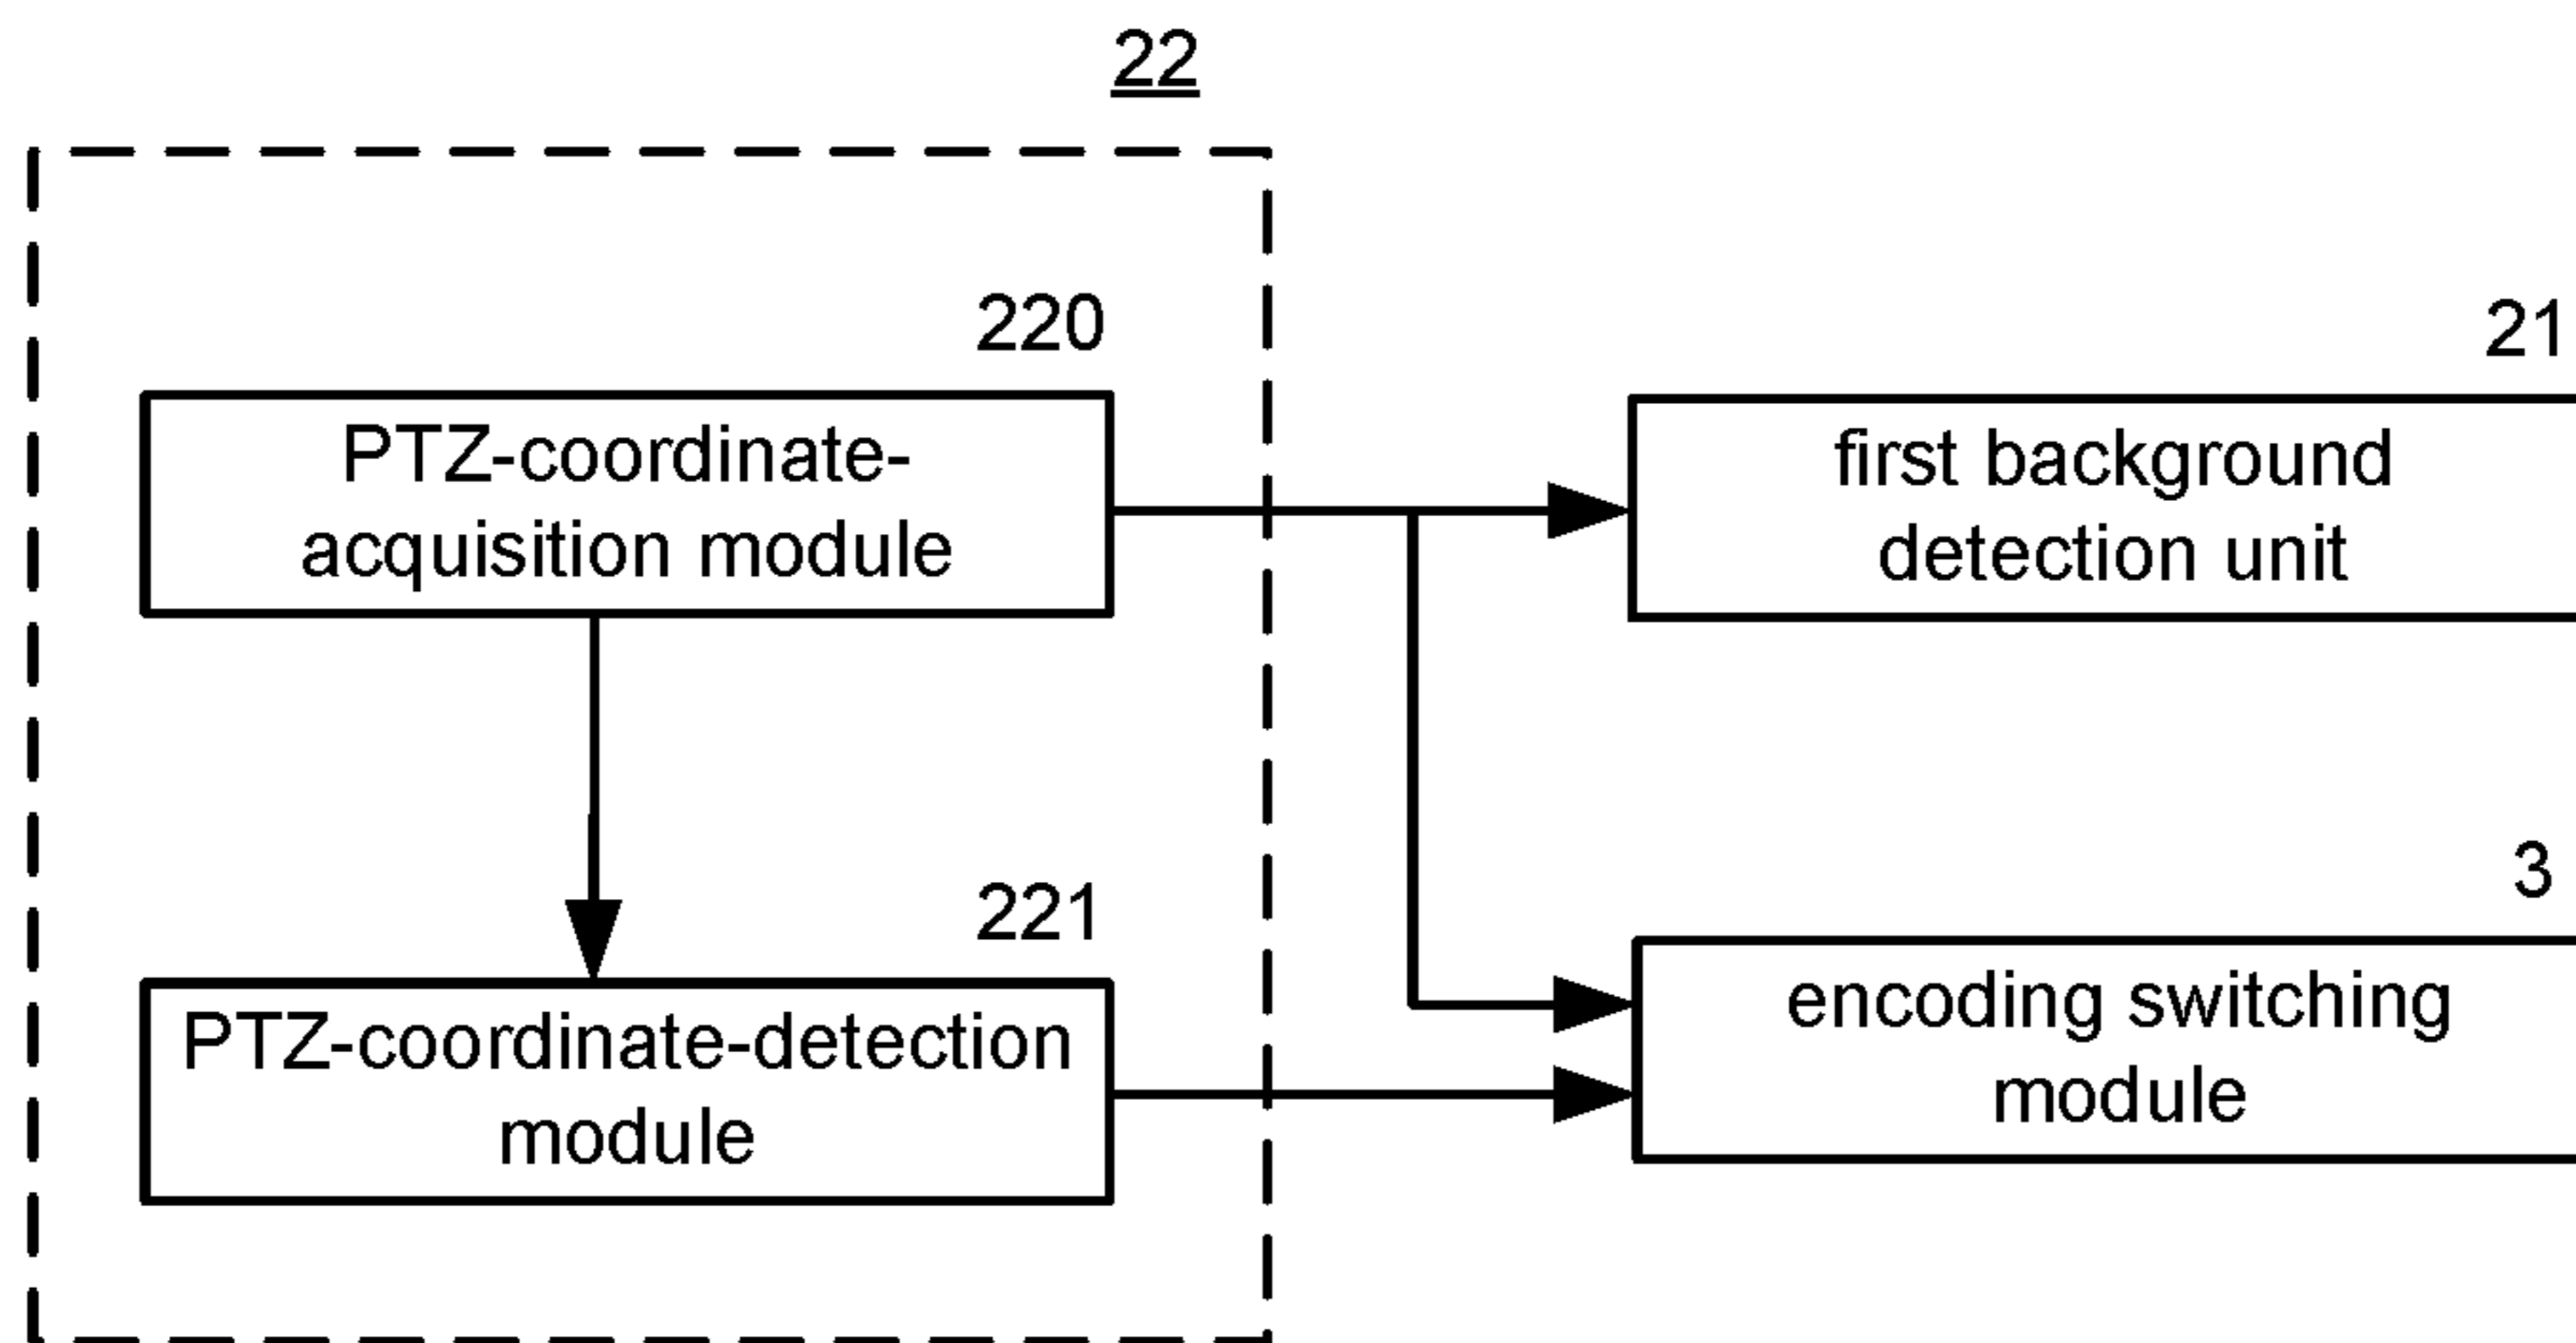 22
220
PTZ-coordinate-
acquisition module
21
first background
detection unit
221
PTZ-coordinate-detection
module
3
encoding switching
module